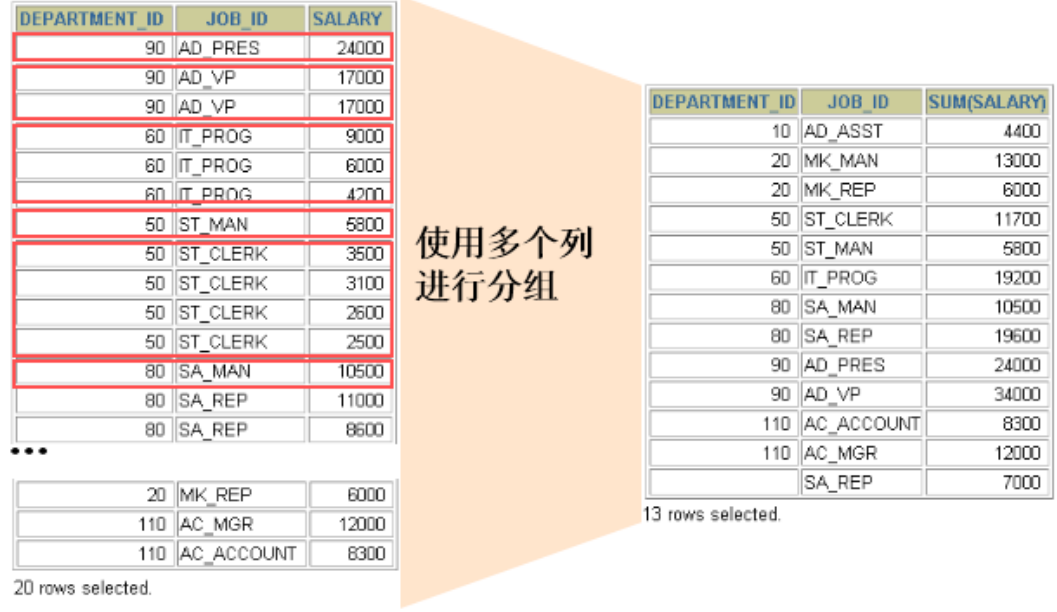 DEPARTMENT_ID JOB_ID SALARY
90 AD_PRES 24000
90 AD_VP 17000
90 AD_VP 17000
60 IT_PROG 9000
60 IT_PROG 6000
60 IT_PROG 4200
50 ST_MAN 5800
50 ST_CLERK 3500
50 ST_CLERK 3100
50 ST_CLERK 2600
50 ST_CLERK 2500
80 SA_MAN 10500
80 SA_REP 11000
80 SA_REP 8600
•••
20 MK_REP 6000
110 AC_MGR 12000
110 AC_ACCOUNT 8300
20 rows selected.
使用多个列
进行分组
DEPARTMENT_ID JOB_ID SUM(SALARY)
10 AD_ASST 4400
20 MK_MAN 13000
20 MK_REP 6000
50 ST_CLERK 11700
50 ST_MAN 5800
60 IT_PROG 19200
80 SA_MAN 10500
80 SA_REP 19600
90 AD_PRES 24000
90 AD_VP 34000
110 AC_ACCOUNT 8300
110 AC_MGR 12000
SA_REP 7000
13 rows selected.